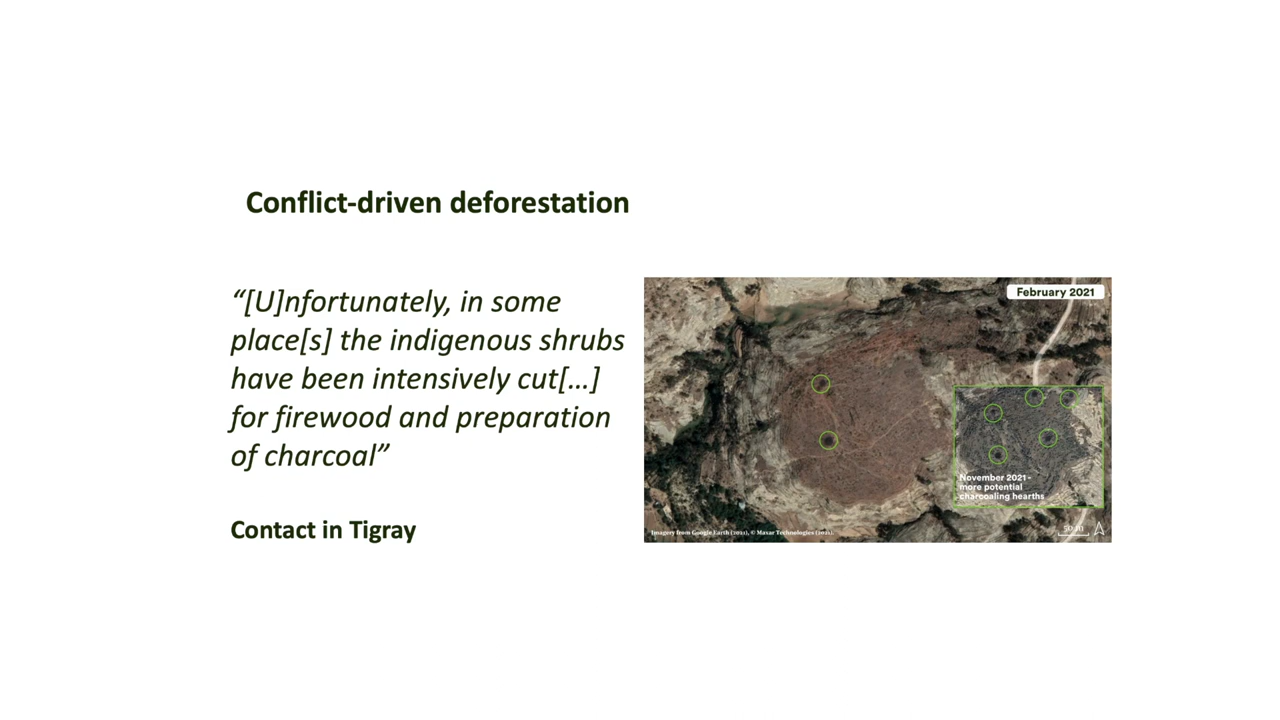 Conflict-driven deforestation
“[U]nfortunately, in some
place[s] the indigenous shrubs
have been intensively cut[…]
for firewood and preparation
of charcoal”
Contact in Tigray
February 2021
November 2021 -
more potential
charcoaling hearths
Imagery from Google Earth (2021), © Maxar Technologies (2021).
50 m